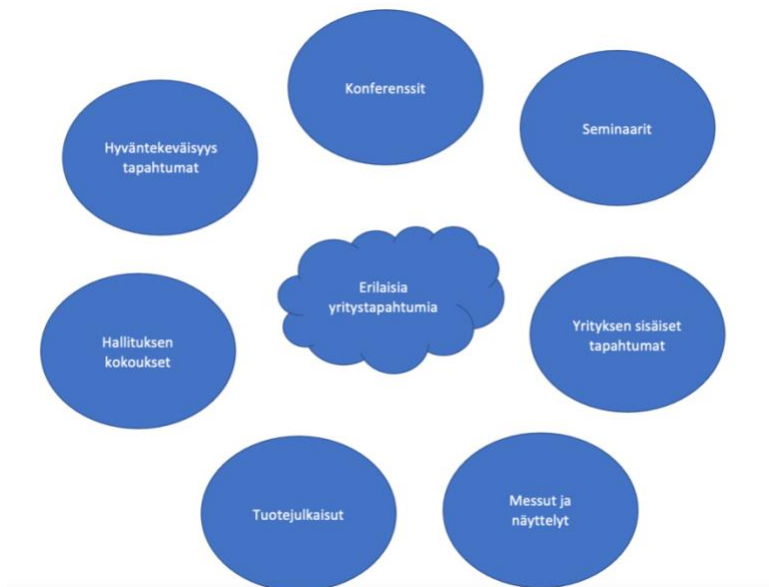 Konferenssit
Seminaarit
Hyväntekeväisyys
tapahtumat
Erilaisia
yritystapahtumia
Yrityksen sisäiset
tapahtumat
Hallituksen
kokoukset
Messut ja
näyttelyt
Tuotejulkaisut